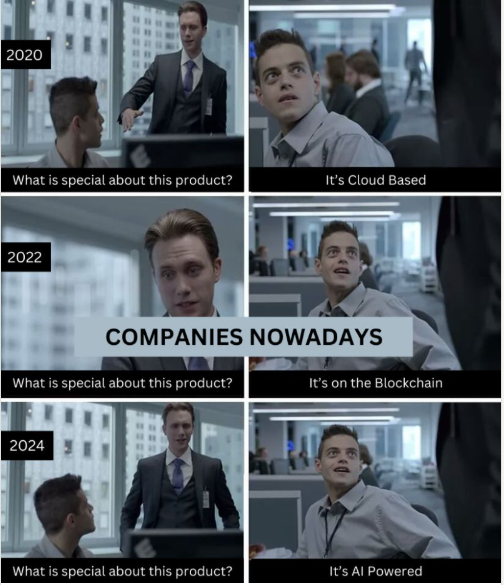 2020
What is special about this product?
It's Cloud Based
2022
COMPANIES NOWADAYS
What is special about this product?
It's on the Blockchain
2024
What is special about this product?
It's AI Powered